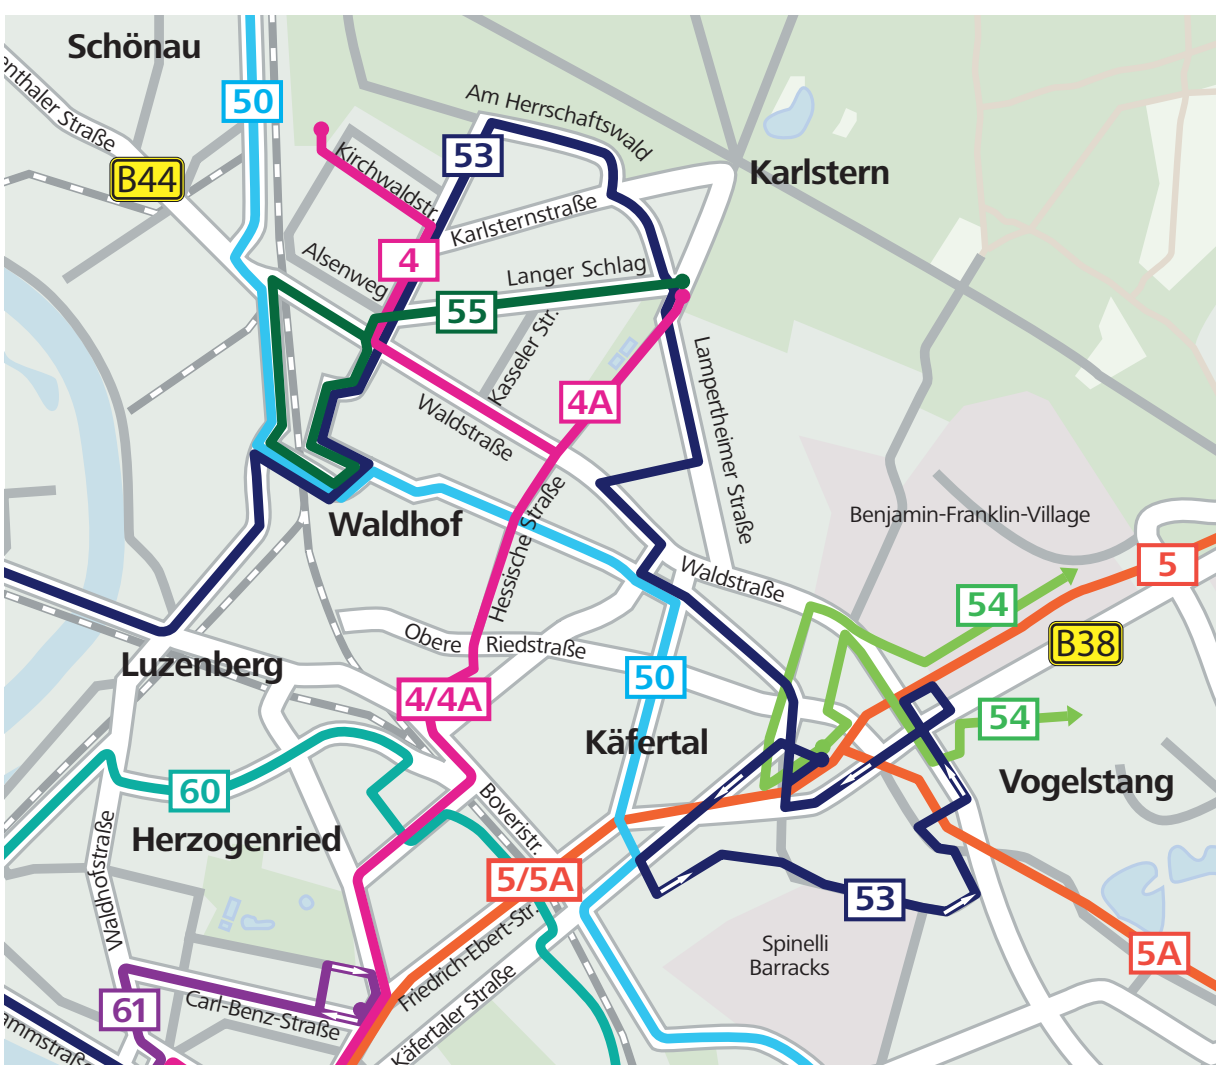 Schönau
enthaler Straße
50
B44
Am Herrschaftswald
53
Karlstern
Kirchwaldstr.
Karlsternstraße
4
Alsenweg
Langer Schlag
55
Kasseler Str.
4A
Waldstraße
Lampertheimer Straße
Waldhof
Hessische Straße
Benjamin-Franklin-Village
5
Waldstraße
54
B38
Obere Riedstraße
Luzenberg
50
4/4A
54
Käfertal
Vogelstang
60
Herzogenried
Boveristr.
Waldhofstraße
5/5A
53
Friedrich-Ebert-Str.
Spinelli
Barracks
5A
61
Carl-Benz-Straße
Käfertaler Straße
ammstraße